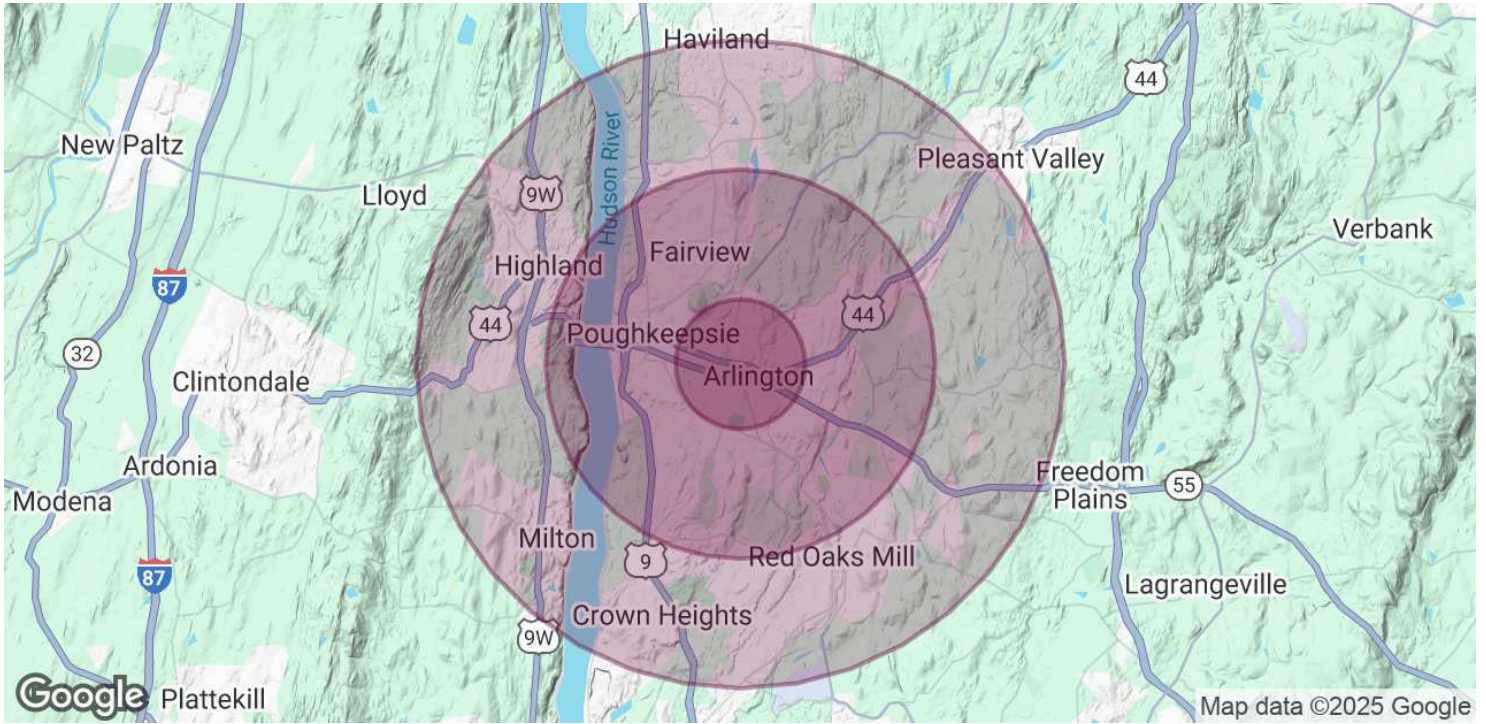 Haviland
44
New Paltz
Pleasant Valley
Lloyd
9W
Hudson River
Verbank
Fairview
Highland
87
44
44
Poughkeepsie
32
Clintondale
Arlington
Ardonia
Freedom
Plains
55
Modena
Milton
9
Red Oaks Mill
87
Lagrangeville
Crown Heights
9W
Google
Plattekill
Map data ©2025 Google